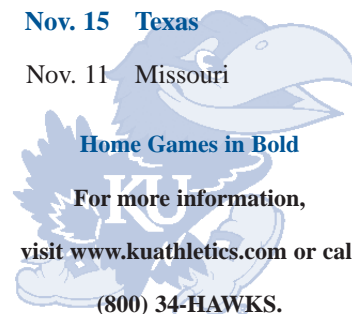 Nov. 15 Texas
Nov. 11 Missouri
Home Games in Bold
KU
For more information,
visit www.kuathletics.com or cal
(800) 34-HAWKS.